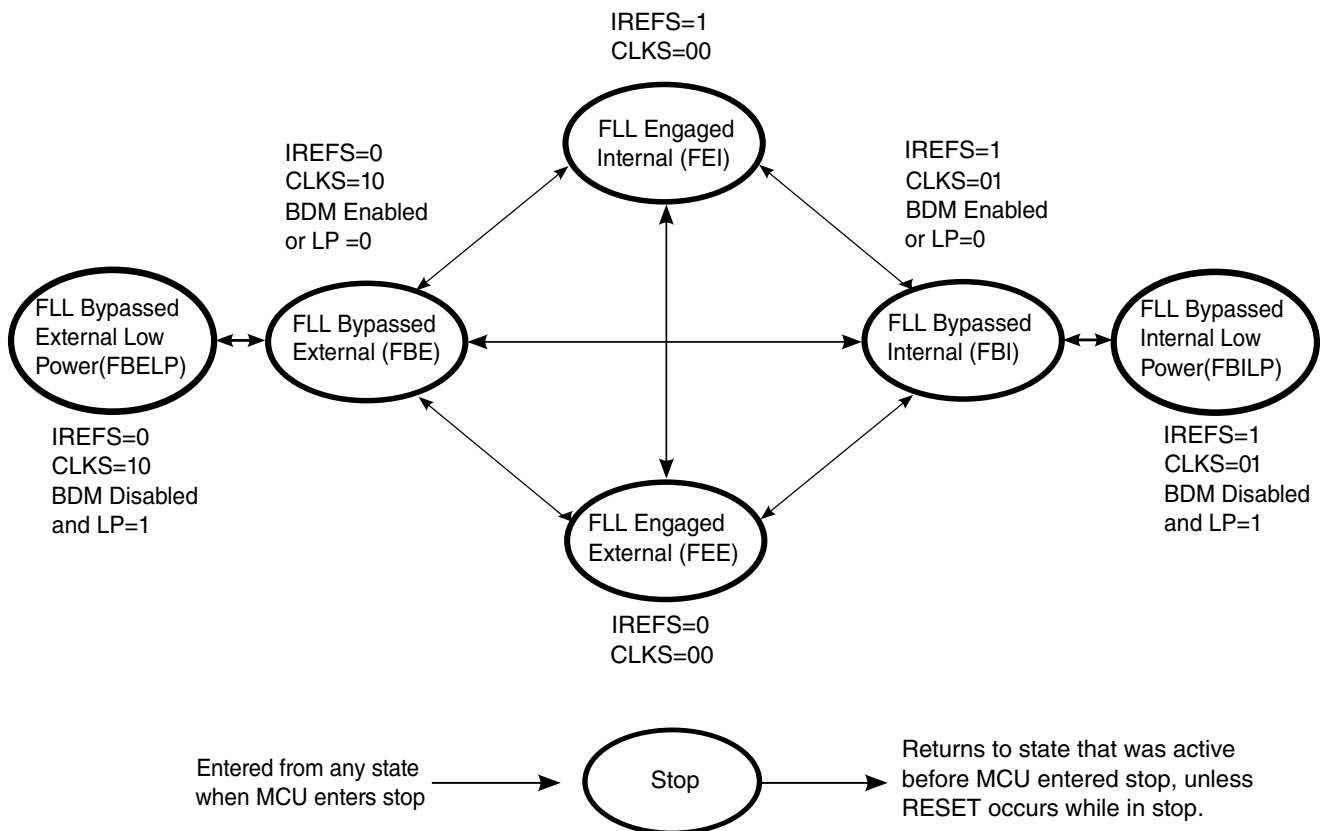 IREFS=1
CLKS=00
FLL Engaged
Internal (FEI)
IREFS=0
CLKS=10
BDM Enabled
or LP =0
IREFS=1
CLKS=01
BDM Enabled
or LP=0
FLL Bypassed
External Low
Power(FBELP)
FLL Bypassed
External (FBE)
FLL Bypassed
Internal (FBI)
FLL Bypassed
Internal Low
Power(FBILP)
IREFS=0
CLKS=10
BDM Disabled
and LP=1
IREFS=1
CLKS=01
BDM Disabled
and LP=1
FLL Engaged
External (FEE)
IREFS=0
CLKS=00
Entered from any state
when MCU enters stop
Stop
Returns to state that was active
before MCU entered stop, unless
RESET occurs while in stop.